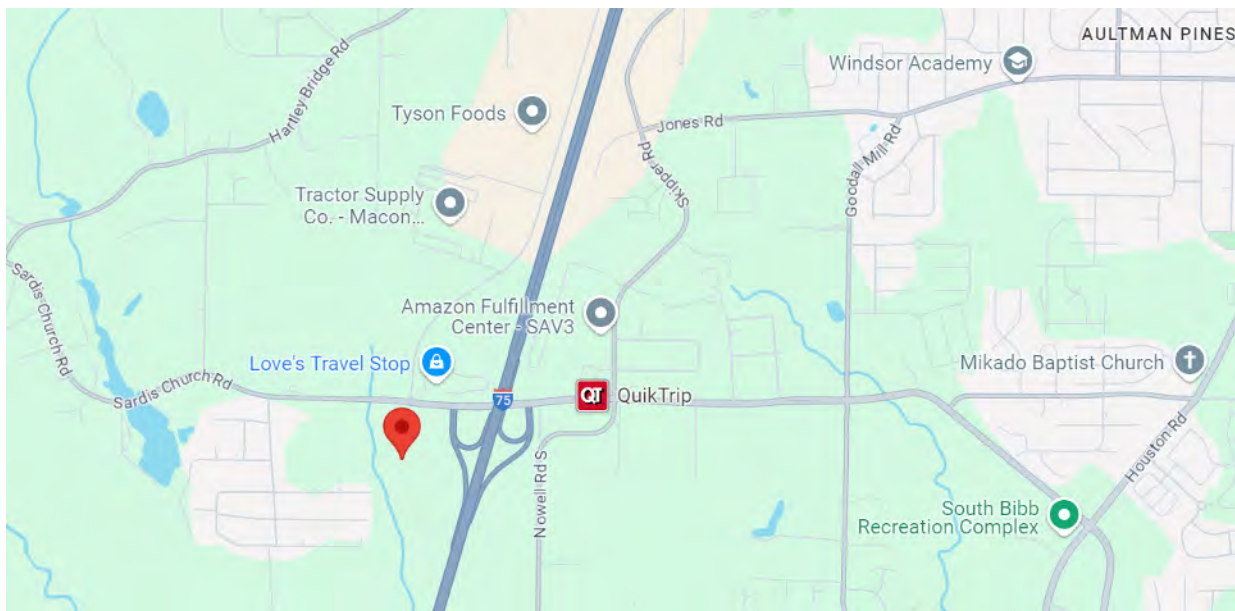 AULTMAN PINES
Windsor Academy
Hartley Bridge Rd
Tyson Foods
Jones Rd
Skipper Rd
Goodall Mill Rd
Tractor Supply
Co. - Macon...
Sardis Church Rd
Amazon Fulfillment
Center - SAV3
Love's Travel Stop
Mikado Baptist Church
Sardis Church Rd
75
QT
QuikTrip
Houston Rd
Nowell Rd S
South Bibb
Recreation Complex